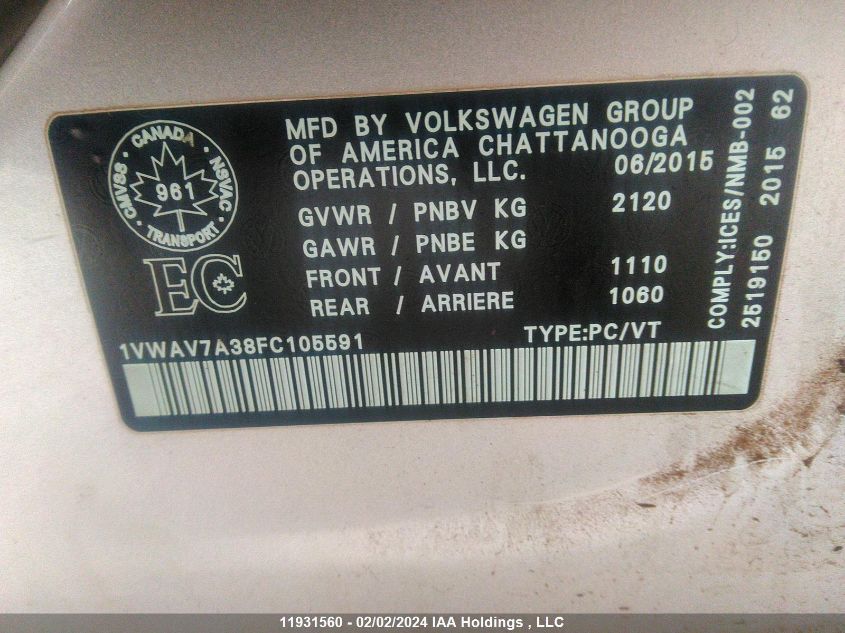 CANADA
CMVSS · NSVAC
961
TRANSPORT
EC
MFD BY VOLKSWAGEN GROUP
OF AMERICA CHATTANOOGA
OPERATIONS, LLC. 06/2015
GVWR / PNBV KG 2120
GAWR / PNBE KG
FRONT / AVANT 1110
REAR / ARRIERE 1060
1VWAV7A38FC105591 TYPE:PC/VT
COMPLY:ICES/NMB-002
2519150 2015 62
11931560 - 02/02/2024 IAA Holdings , LLC